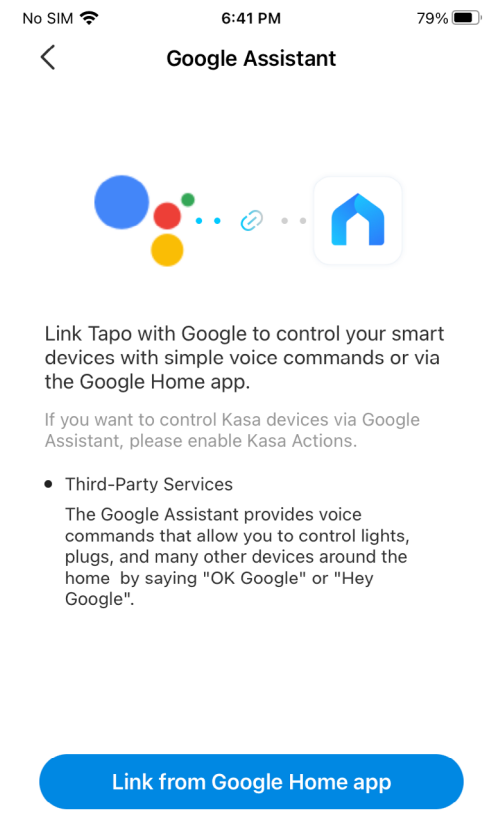 No SIM 6:41 PM 79%
Google Assistant
Link Tapo with Google to control your smart
devices with simple voice commands or via
the Google Home app.
If you want to control Kasa devices via Google
Assistant, please enable Kasa Actions.
• Third-Party Services
The Google Assistant provides voice
commands that allow you to control lights,
plugs, and many other devices around the
home  by saying "OK Google" or "Hey
Google".
Link from Google Home app